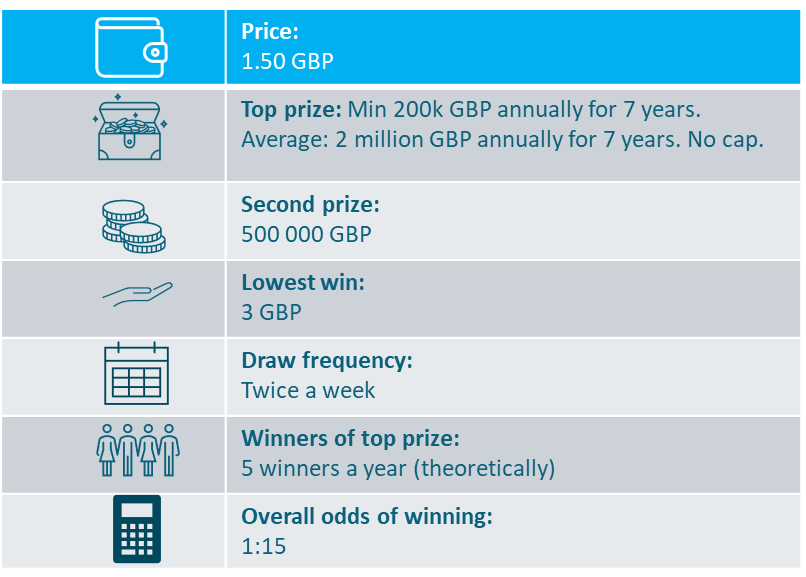 Price:
1.50 GBP
Top prize: Min 200k GBP annually for 7 years.
Average: 2 million GBP annually for 7 years. No cap.
Second prize:
500 000 GBP
Lowest win:
3 GBP
Draw frequency:
Twice a week
Winners of top prize:
5 winners a year (theoretically)
Overall odds of winning:
1:15